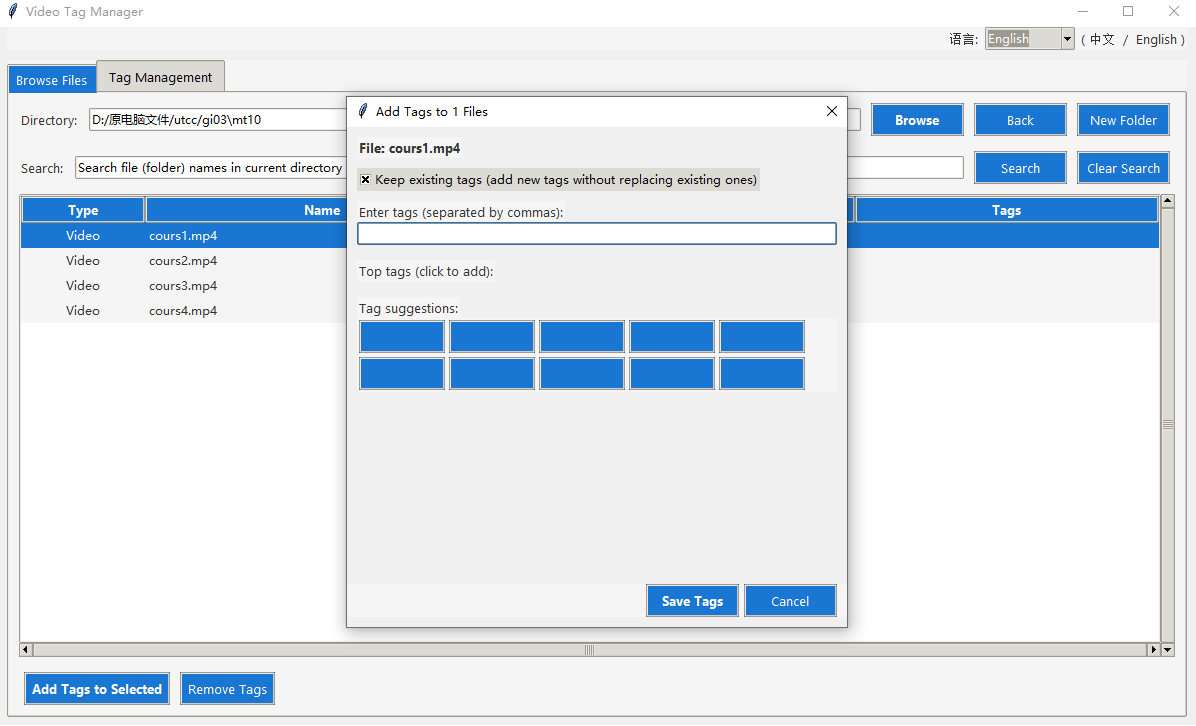 Video Tag Manager
语言: English ( 中文 / English )
Browse Files Tag Management
Directory: D:/原电脑文件/utcc/gi03\mt10 Browse Back New Folder
Search: Search file (folder) names in current directory Search Clear Search
Type Name Tags
Video cours1.mp4
Video cours2.mp4
Video cours3.mp4
Video cours4.mp4
Add Tags to 1 Files
File: cours1.mp4
Keep existing tags (add new tags without replacing existing ones)
Enter tags (separated by commas):
Top tags (click to add):
Tag suggestions:
Save Tags Cancel
Add Tags to Selected Remove Tags